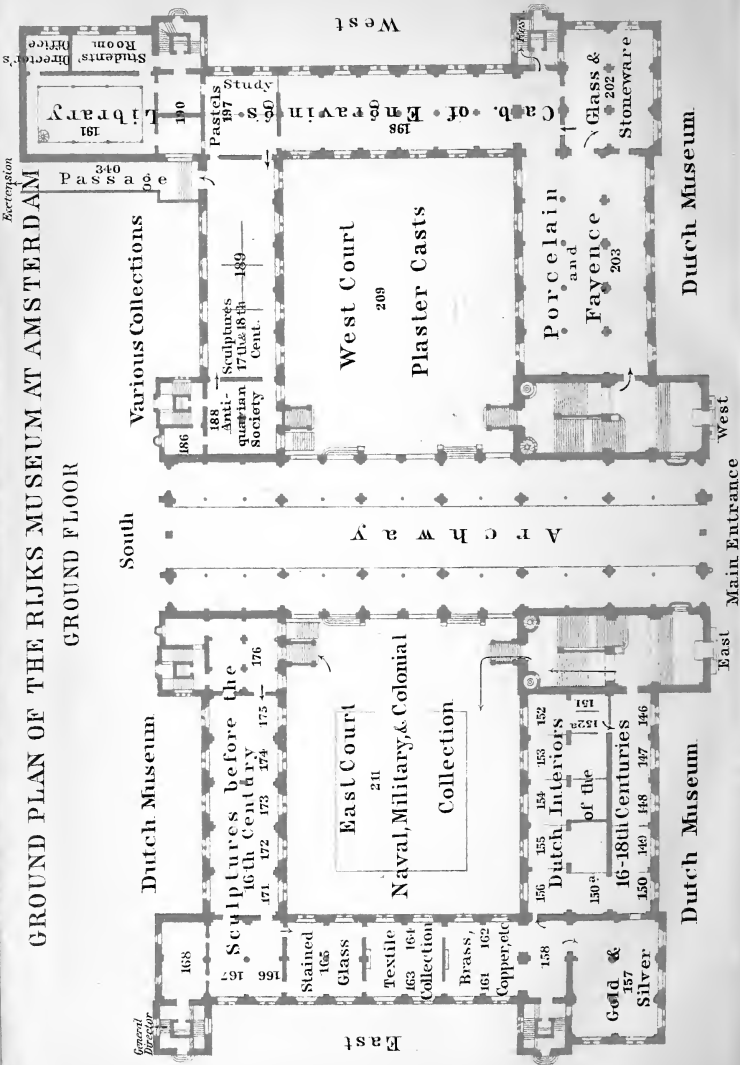 GROUND PLAN OF THE RIJKS MUSEUM AT AMSTERDAM
GROUND FLOOR
South
West
East
Dutch Museum
Various Collections
Extension
340
Passage
Director's
Office
Students'
Room
Library
191
190
Pastels
197
Study
Cab. of Engravings
198
East
Glass &
202
Stoneware
Porcelain
and
Fayence
203
Dutch Museum
West Court
209
Plaster Casts
Sculptures
17th & 18th
Cent.
189
188
Anti-
quarian
Society
186
Archway
West
Main Entrance
East
General
Director
168
167
166
Sculptures before the
16th Century
171
172
173
174
175
176
Stained
165
Glass
Textile
163 164
Collection
Brass,
161 162
Copper, etc
158
Gold &
157
Silver
East Court
211
Naval, Military, & Colonial
Collection
156
155
154
153
152
151
152a
Dutch Interiors
of the
150a
16-18th Centuries
150
149
148
147
146
Dutch Museum